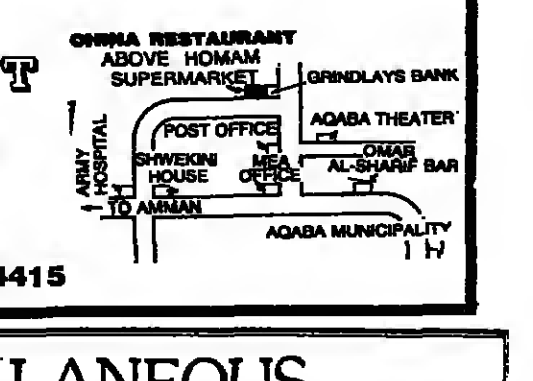 T
CHINA RESTAURANT
ABOVE HOMAM
SUPERMARKET
GRINDLAYS BANK
AQABA THEATER
POST OFFICE
OMAR
AL-SHARIF BAR
ARMY
HOSPITAL
SHWEKINI
HOUSE
MEA
OFFICE
TO AMMAN
AQABA MUNICIPALITY
4415
LANEOUS